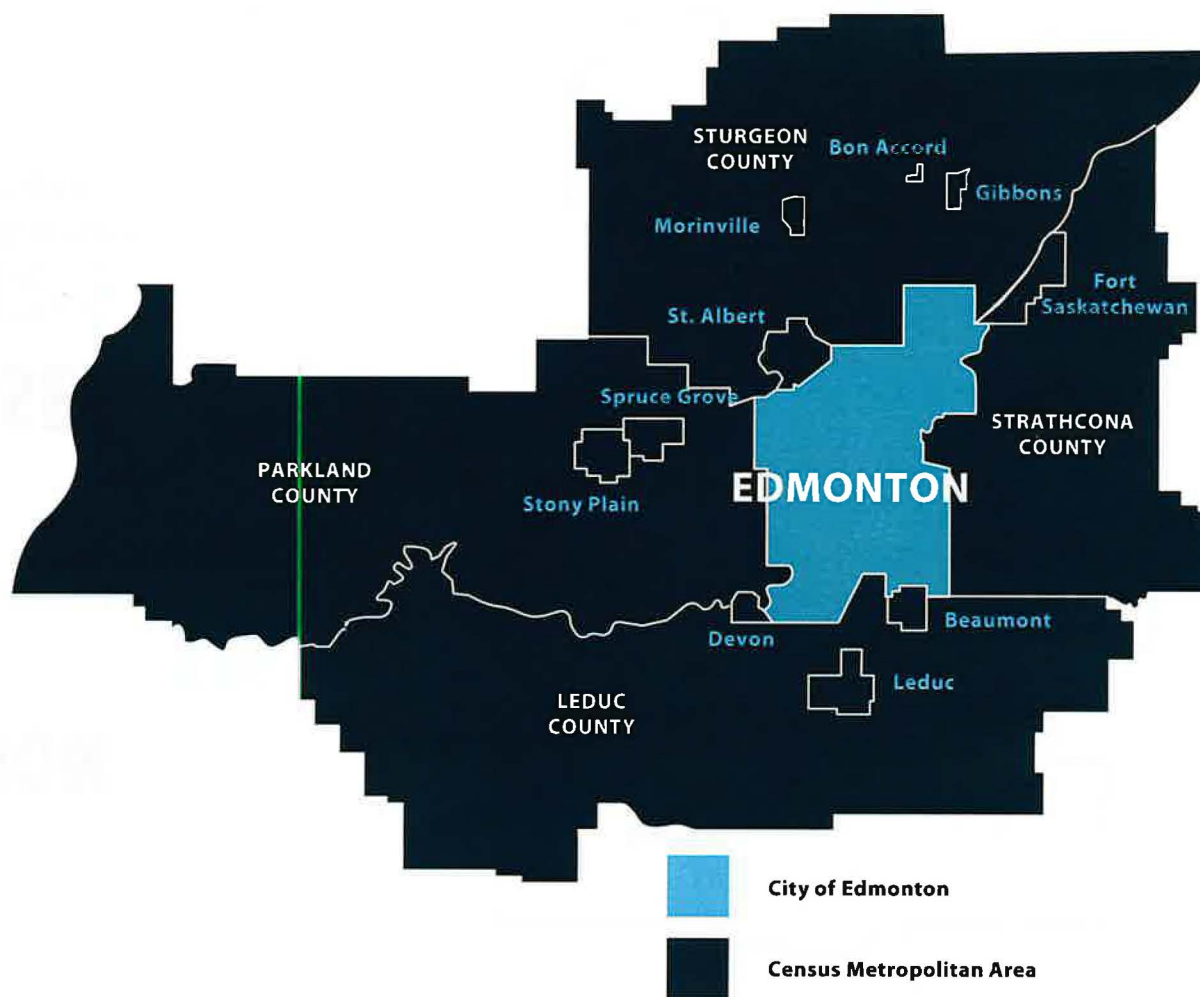 STURGEON
COUNTY
Bon Accord
Gibbons
Morinville
Fort
Saskatchewan
St. Albert
Spruce Grove
STRATHCONA
COUNTY
PARKLAND
COUNTY
EDMONTON
Stony Plain
Devon
Beaumont
Leduc
LEDUC
COUNTY
City of Edmonton
Census Metropolitan Area